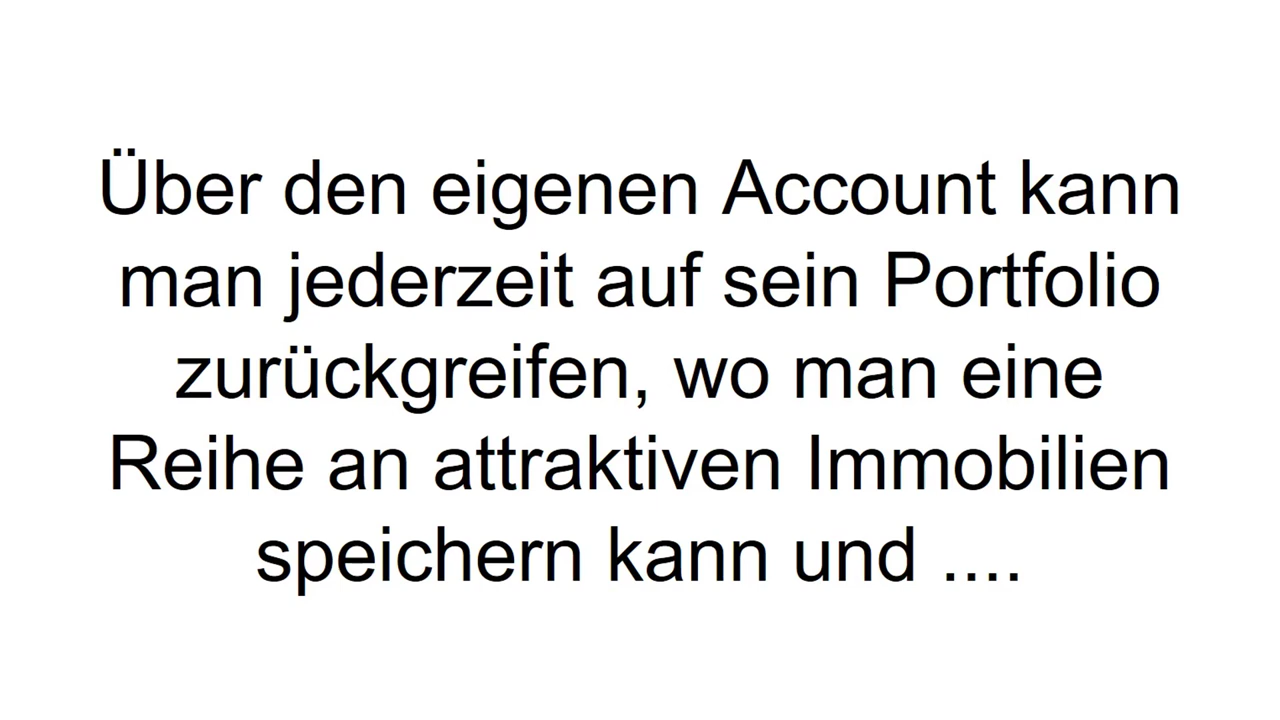 Über den eigenen Account kann
man jederzeit auf sein Portfolio
zurückgreifen, wo man eine
Reihe an attraktiven Immobilien
speichern kann und ....